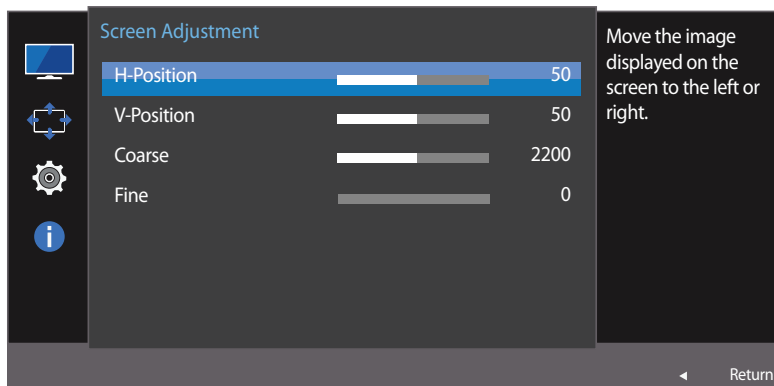 Screen Adjustment
H-Position 50
V-Position 50
Coarse 2200
Fine 0
Move the image
displayed on the
screen to the left or
right.
Return